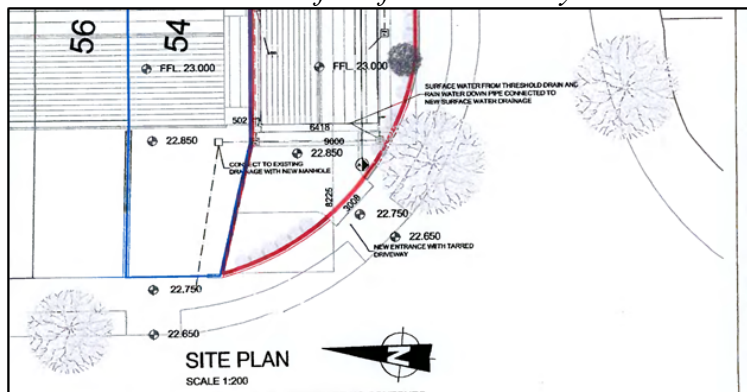 56
54
FFL. 23.000
FFL. 23.000
SURFACE WATER FROM THRESHOLD DRAIN AND
RAIN WATER DOWN PIPE CONNECTED TO
NEW SURFACE WATER DRAINAGE
502
6418
9000
22.850
22.850
CONNECT TO EXISTING
DRAINAGE WITH NEW MANHOLE
8225
3008
22.750
22.650
NEW ENTRANCE WITH TARRED
DRIVEWAY
22.750
22.650
SITE PLAN
N
SCALE 1:200